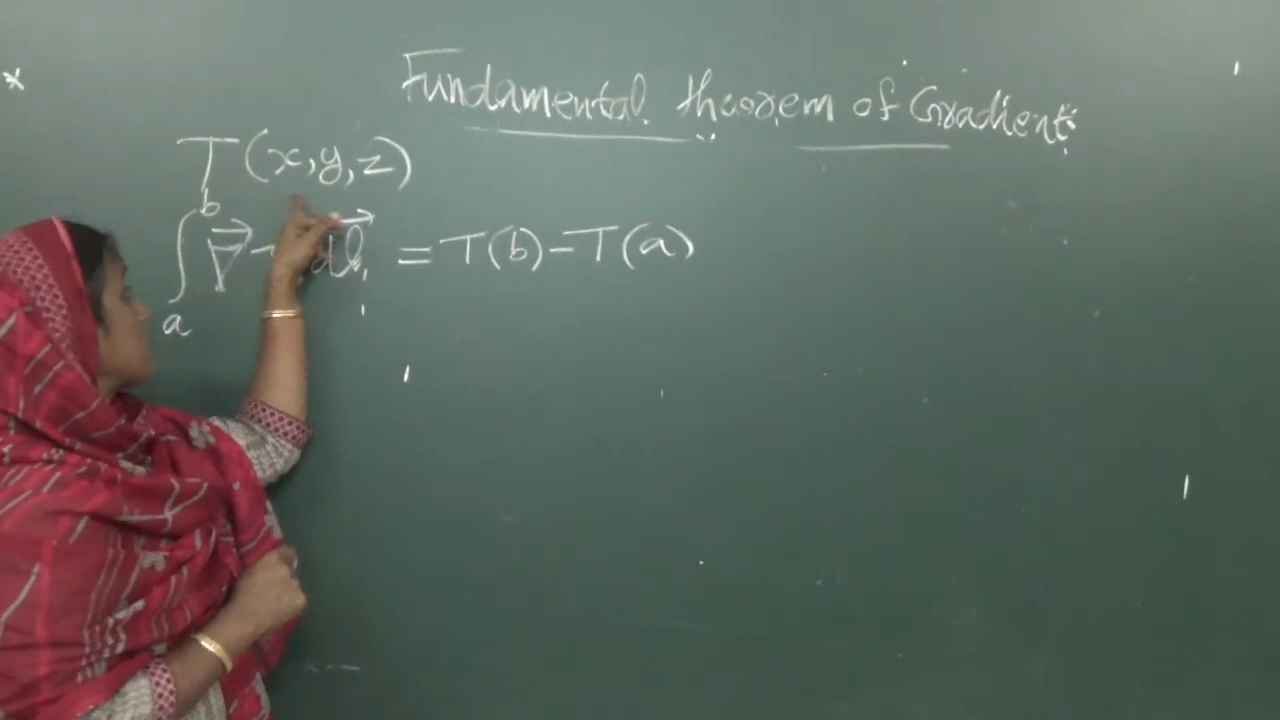 Fundamental theorem of Gradient
T(x,y,z)
∫ₐᵇ ∇⃗T dl⃗ = T(b)-T(a)